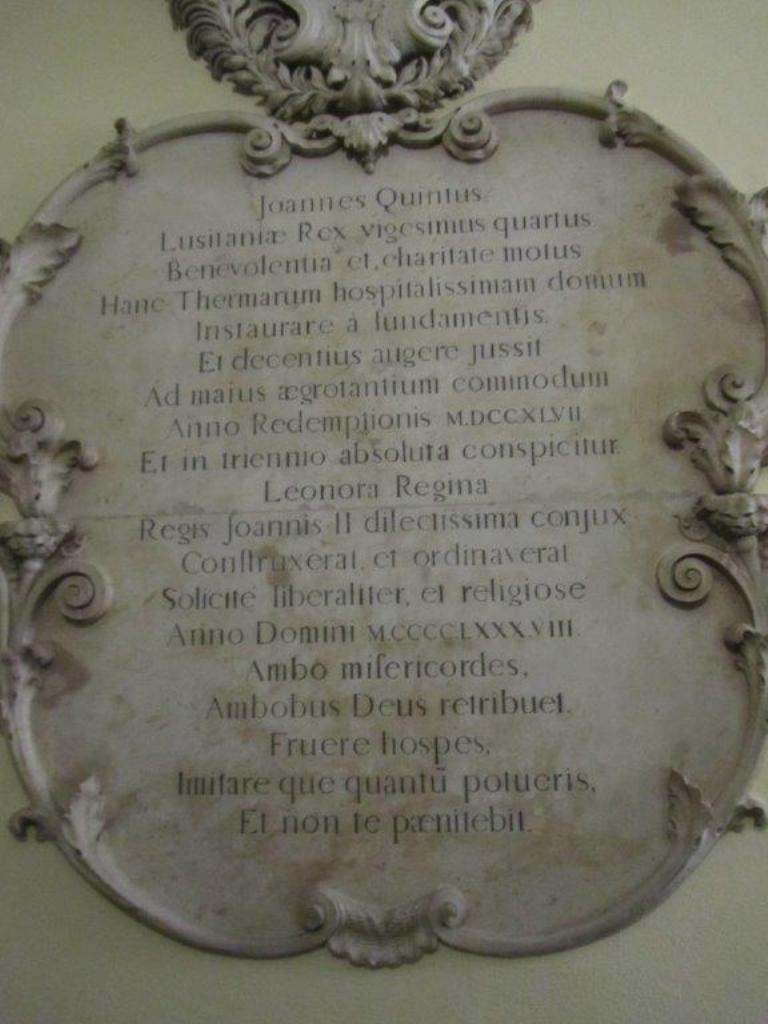 Joannes Quintus
Lusitaniæ Rex vigesimus quartus
Benevolentia et charitate motus
Hanc Thermarum hospitalissimam domum
Instaurare à fundamentis.
Et decentius augere jussit
Ad maius ægrotantium commodum
Anno Redemptionis M.DCCXLVII
Et in triennio absoluta conspicitur.
Leonora Regina
Regis Joannis II dilectissima conjux
Conſtruxerat, et ordinaverat
Solicite liberaliter, et religiose
Anno Domini M.CCCCLXXXVIII.
Ambo miſericordes,
Ambobus Deus retribuet.
Fruere hospes,
Imitare que quantū potueris,
Et non te pænitebit.